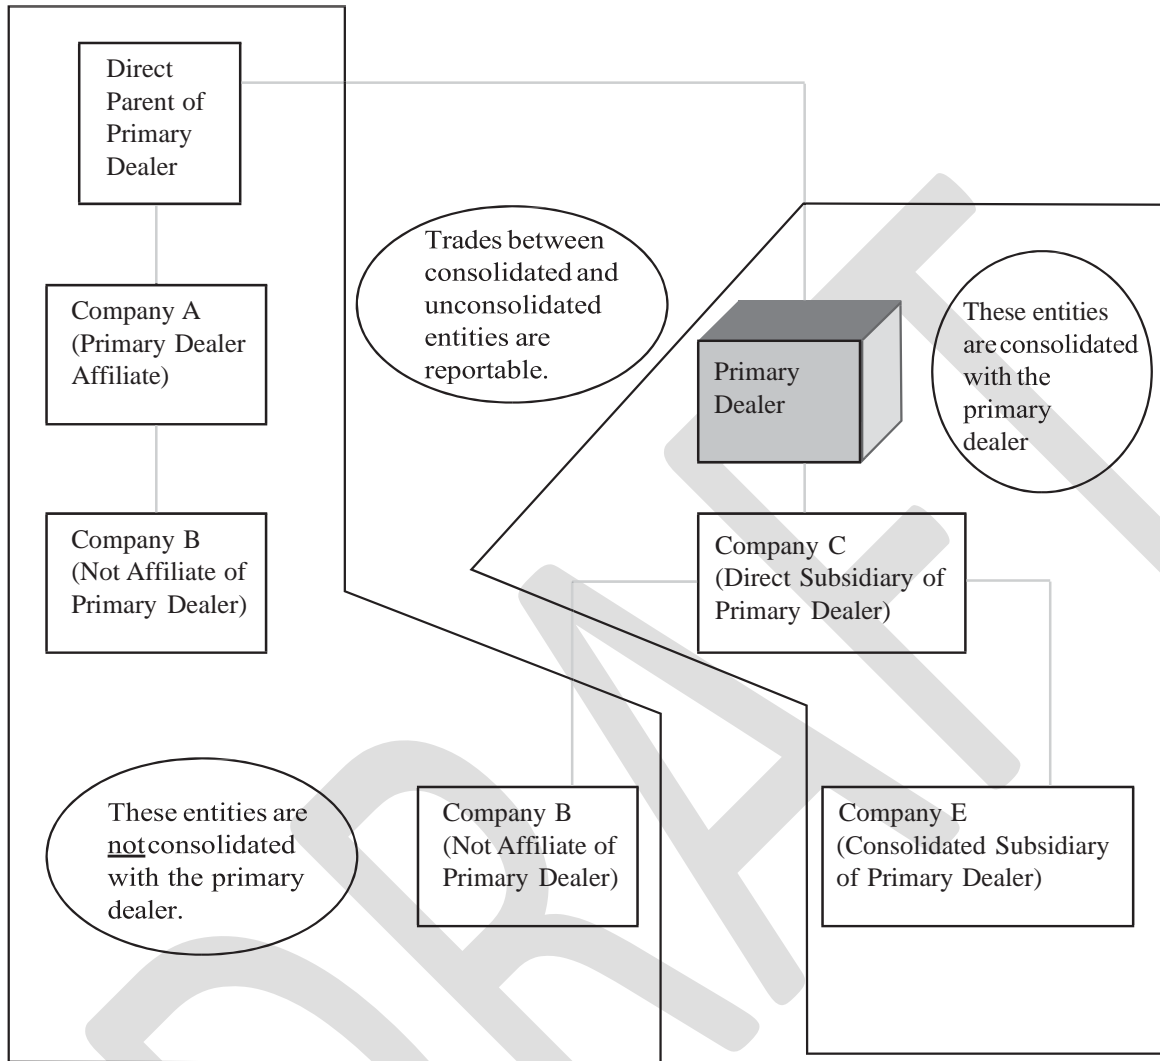 Direct
Parent of
Primary
Dealer
Trades between
consolidated and
unconsolidated
entities are
reportable.
These entities
are consolidated
with the
primary
dealer
Company A
(Primary Dealer
Affiliate)
Primary
Dealer
Company B
(Not Affiliate of
Primary Dealer)
Company C
(Direct Subsidiary of
Primary Dealer)
These entities are
not consolidated
with the primary
dealer.
Company B
(Not Affiliate of
Primary Dealer)
Company E
(Consolidated Subsidiary
of Primary Dealer)
DRAFT